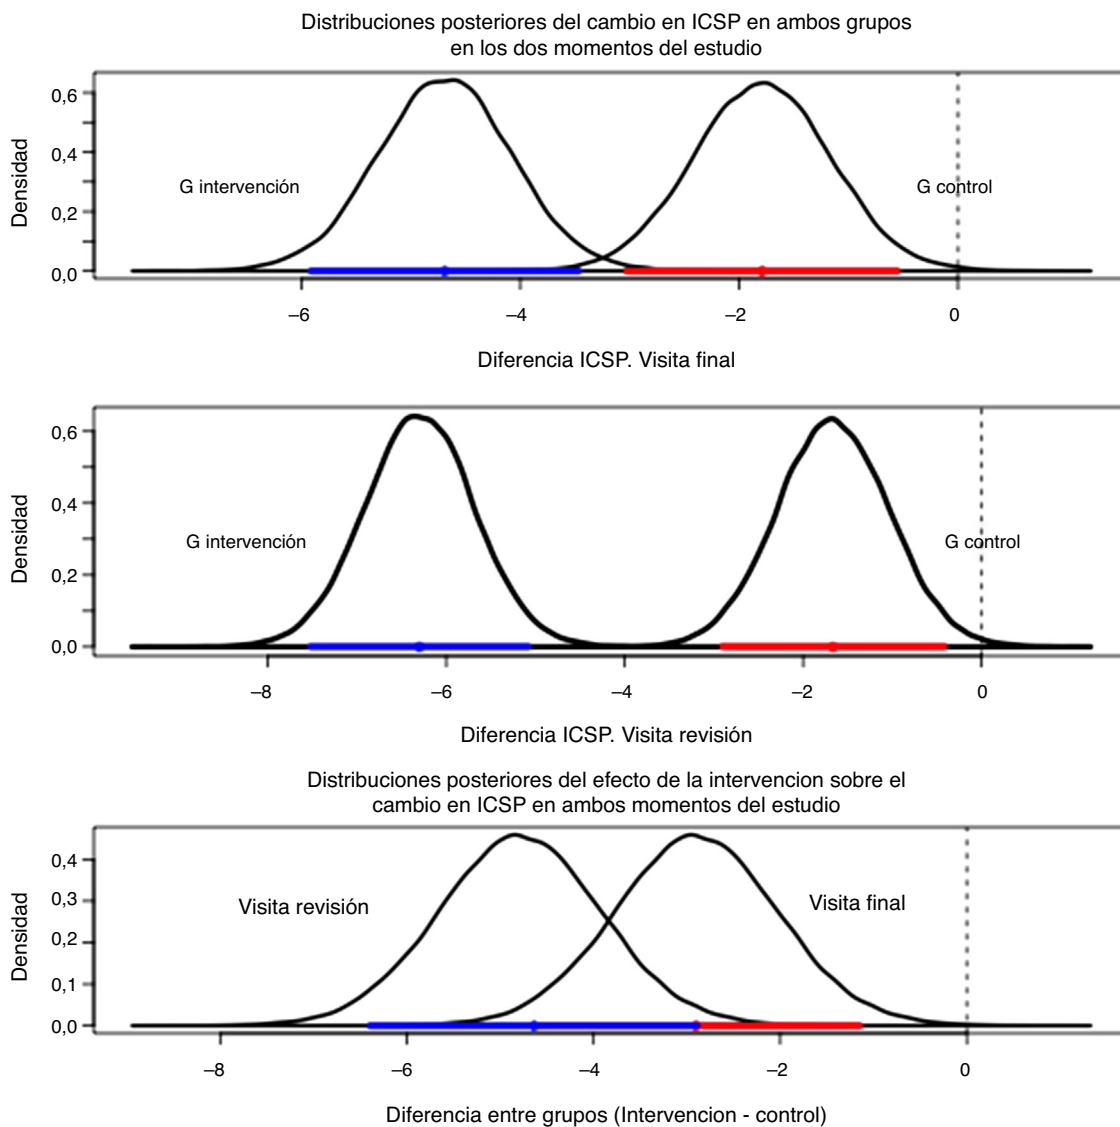 Distribuciones posteriores del cambio en ICSP en ambos grupos
en los dos momentos del estudio
Densidad
0,6
0,4
0,2
0,0
G intervención
G control
–6
–4
–2
0
Diferencia ICSP. Visita final
Densidad
0,6
0,4
0,2
0,0
G intervención
G control
–8
–6
–4
–2
0
Diferencia ICSP. Visita revisión
Distribuciones posteriores del efecto de la intervencion sobre el
cambio en ICSP en ambos momentos del estudio
Densidad
0,4
0,3
0,2
0,1
0,0
Visita revisión
Visita final
–8
–6
–4
–2
0
Diferencia entre grupos (Intervencion - control)